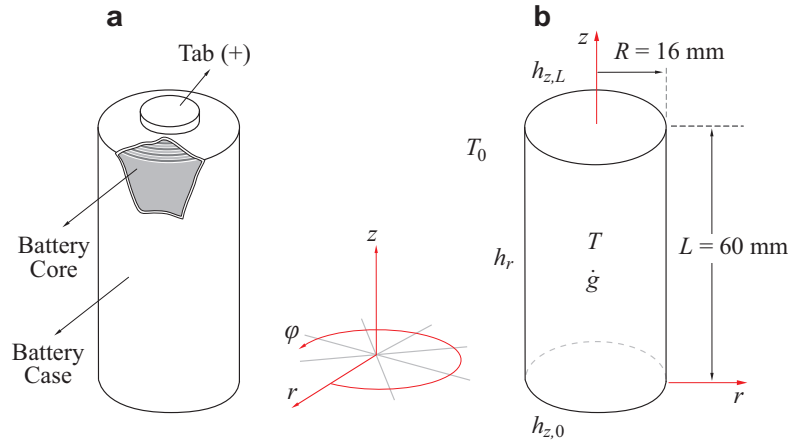 a
Tab (+)
Battery
Core
Battery
Case
z
φ
r
b
z
R = 16 mm
h_{z,L}
T_0
h_r
T
ġ
L = 60 mm
r
h_{z,0}